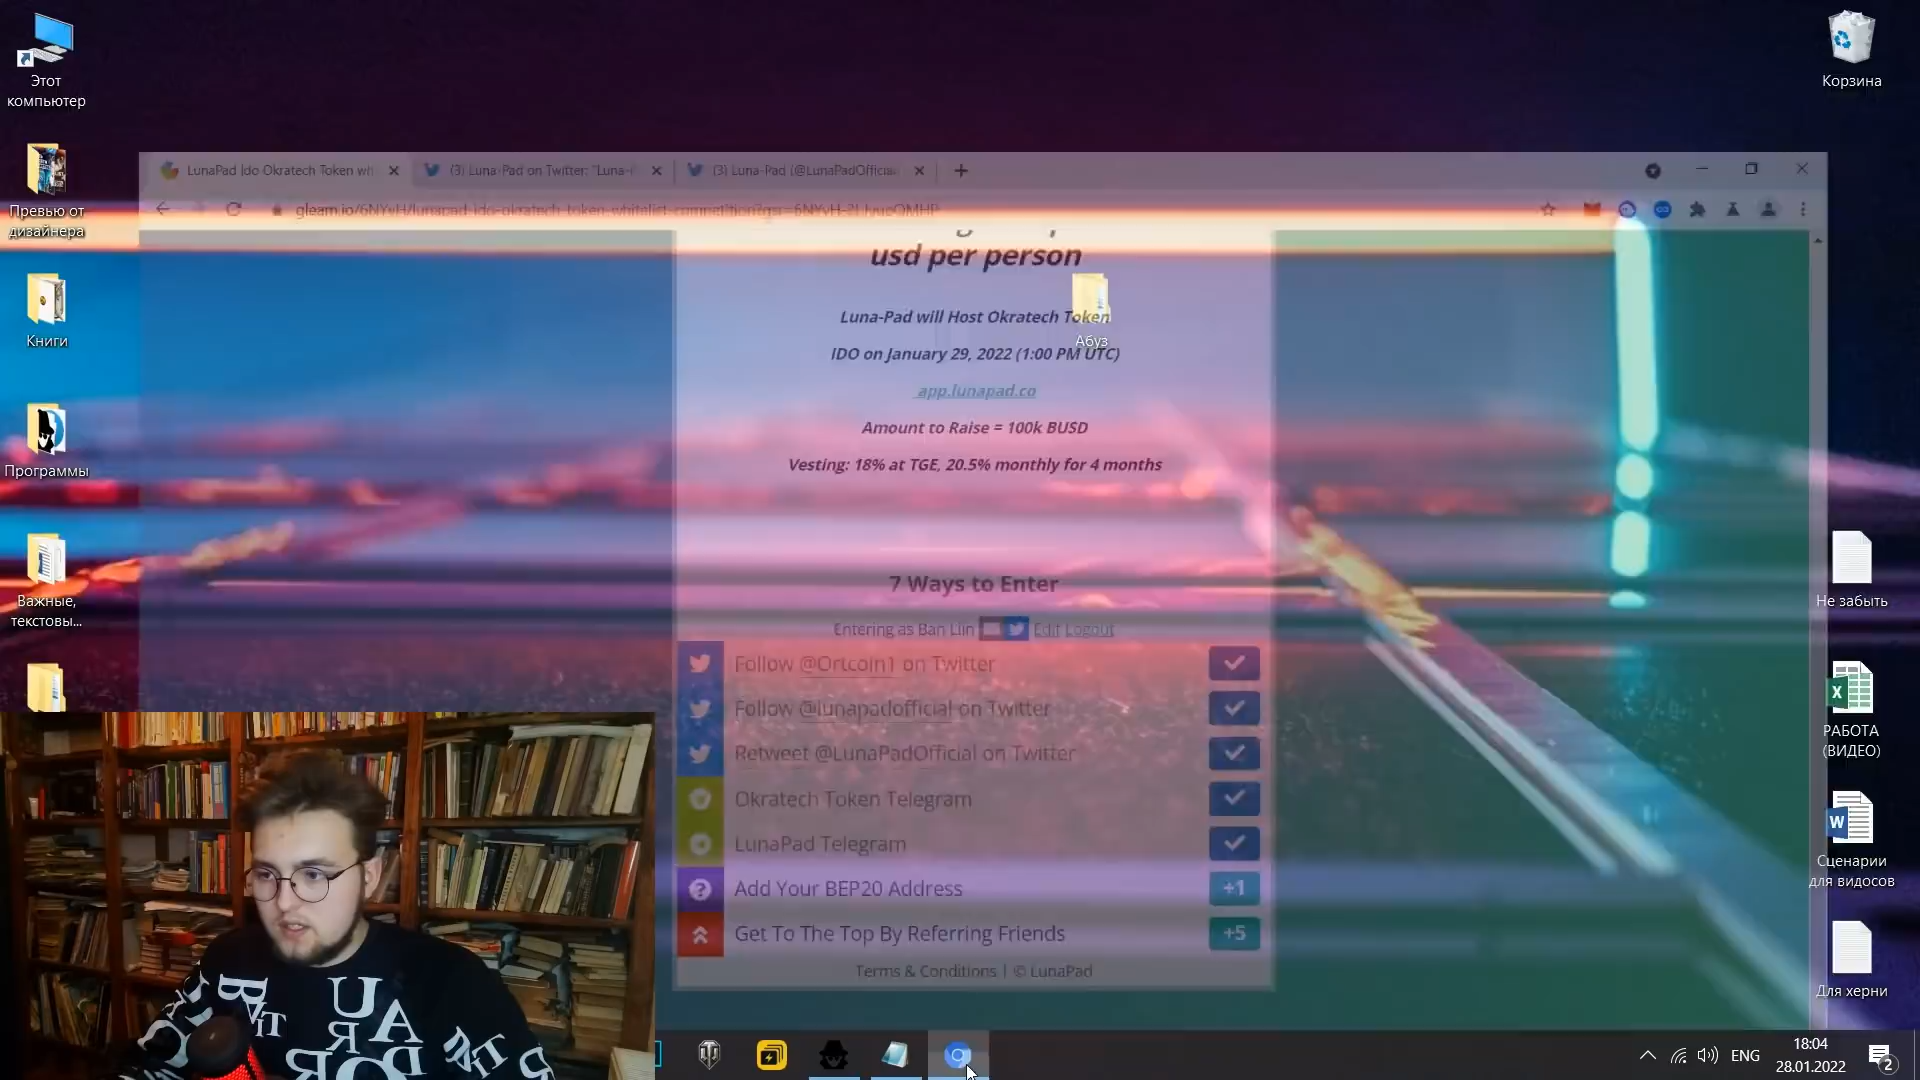 Этот
компьютер
Корзина
LunaPad Ido Okratech Token whi
(3) Luna-Pad on Twitter: "Luna-P
(3) Luna-Pad (@LunaPadOfficial
Превью от
дизайнера
usd per person
Luna-Pad will Host Okratech Token
Абуз
IDO on January 29, 2022 (1:00 PM UTC)
app.lunapad.co
Amount to Raise = 100k BUSD
Vesting: 18% at TGE, 20.5% monthly for 4 months
Книги
Программы
Важные,
текстовы...
7 Ways to Enter
Entering as Ban Liin Edit Logout
Follow @Ortcoin1 on Twitter
Follow @lunapadofficial on Twitter
Retweet @LunaPadOfficial on Twitter
Okratech Token Telegram
LunaPad Telegram
Add Your BEP20 Address +1
Get To The Top By Referring Friends +5
Terms & Conditions | © LunaPad
Не забыть
РАБОТА
(ВИДЕО)
Сценарии
для видосов
Для херни
ENG
18:04
28.01.2022
2